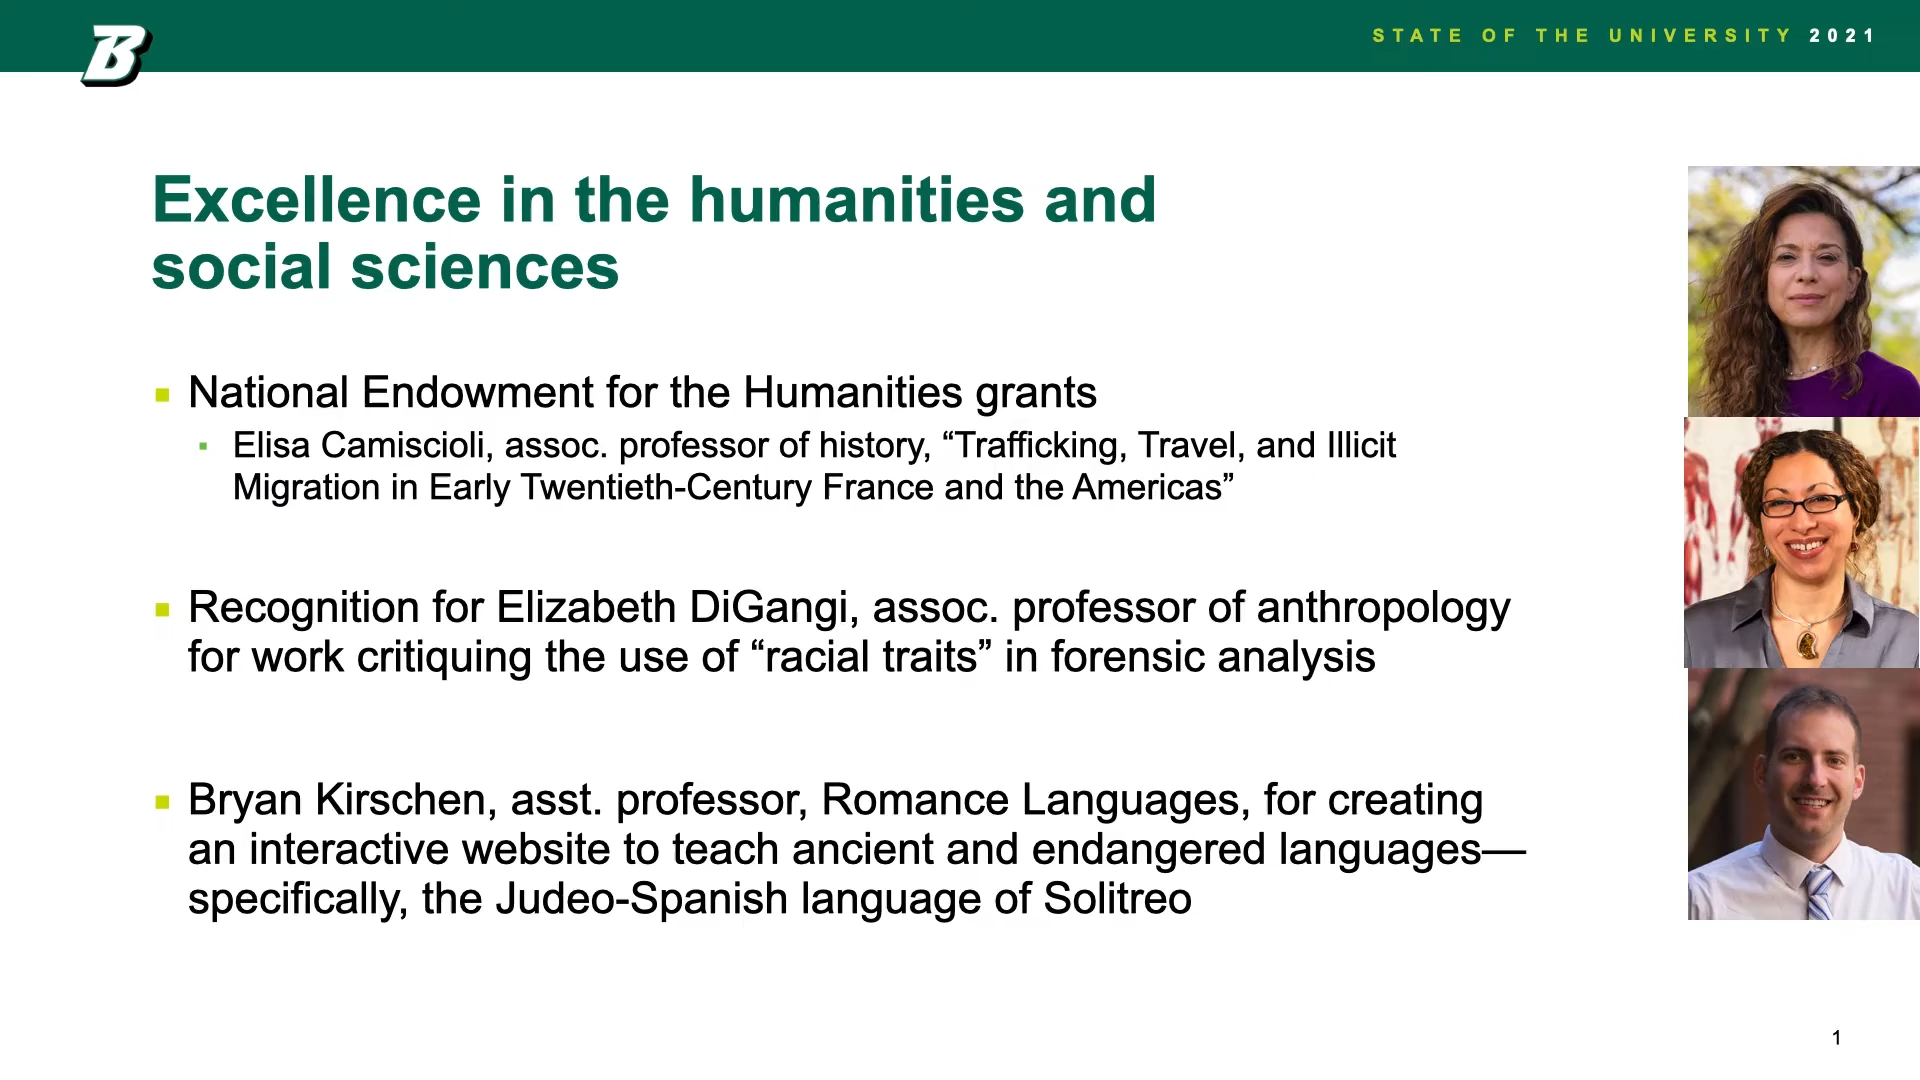 B
STATE OF THE UNIVERSITY 2021
Excellence in the humanities and
social sciences
National Endowment for the Humanities grants
Elisa Camiscioli, assoc. professor of history, “Trafficking, Travel, and Illicit
Migration in Early Twentieth-Century France and the Americas”
Recognition for Elizabeth DiGangi, assoc. professor of anthropology
for work critiquing the use of “racial traits” in forensic analysis
Bryan Kirschen, asst. professor, Romance Languages, for creating
an interactive website to teach ancient and endangered languages—
specifically, the Judeo-Spanish language of Solitreo
1